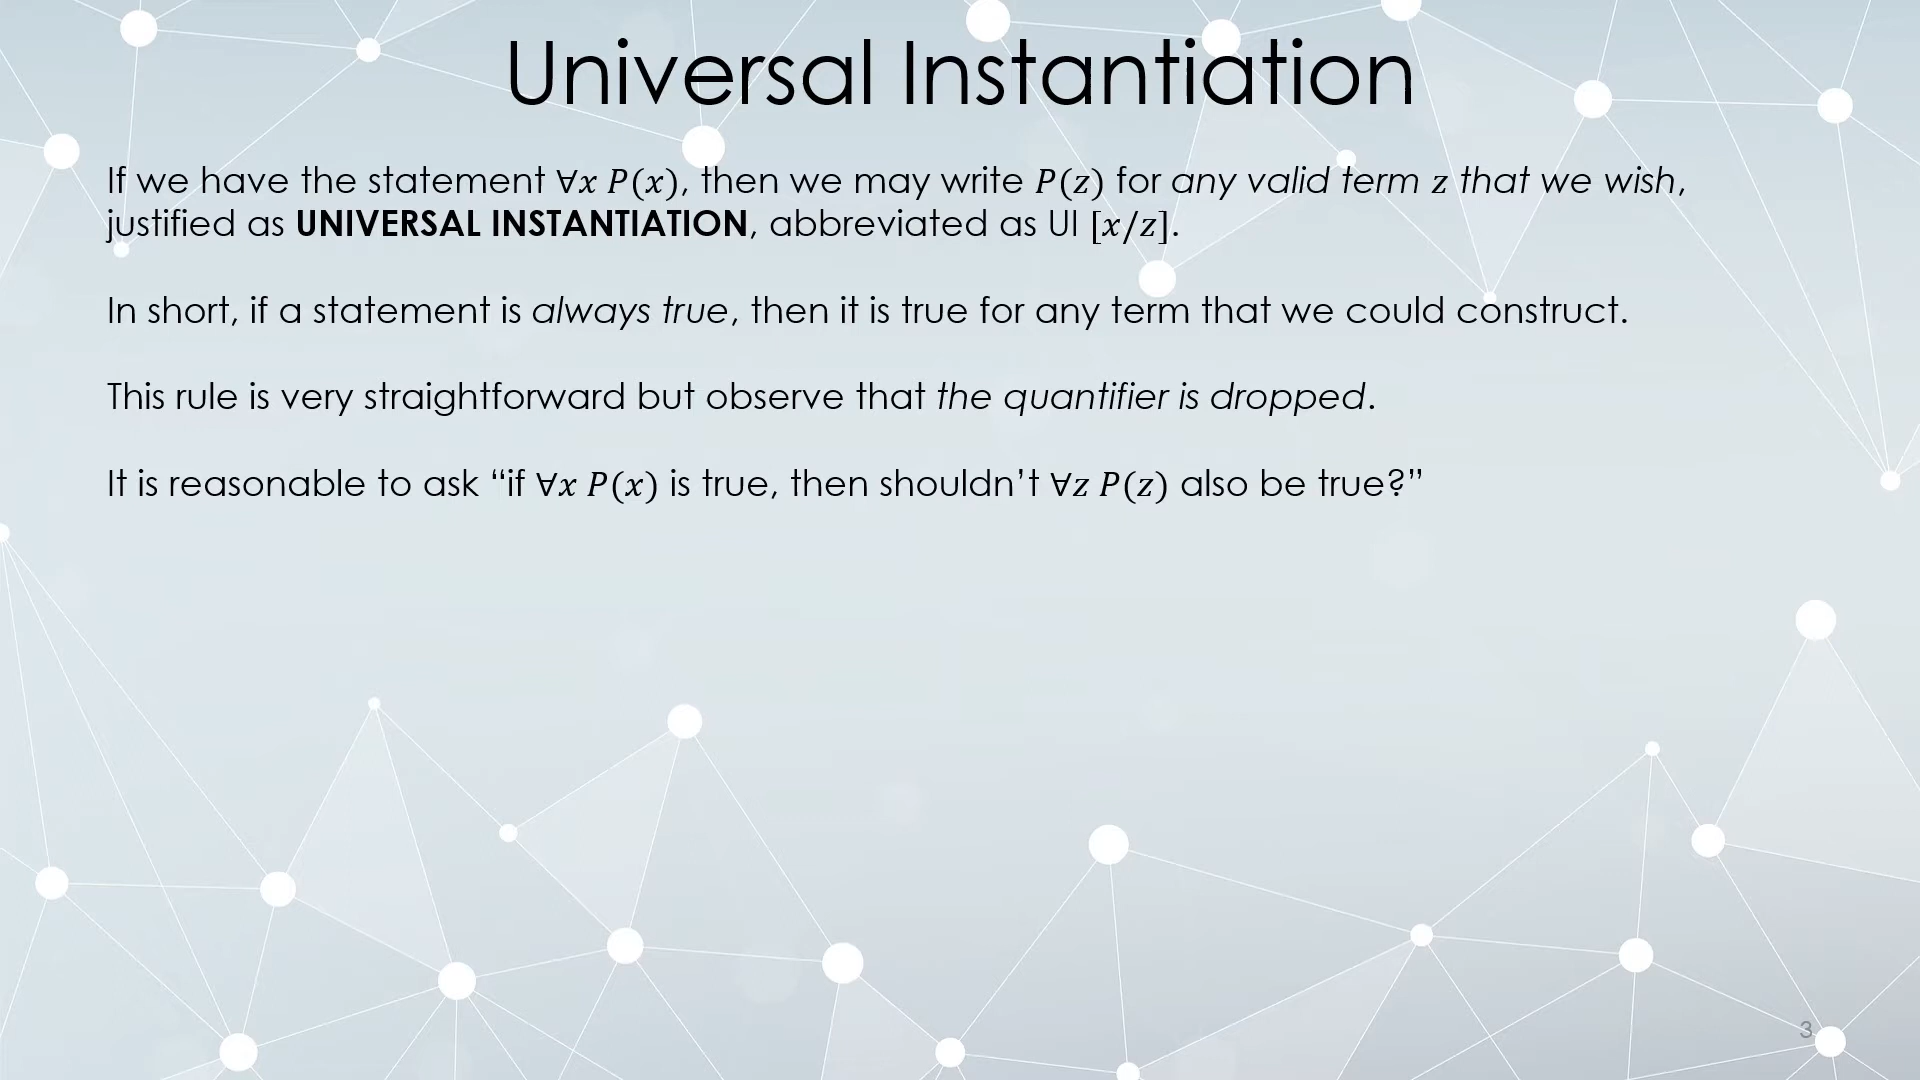 Universal Instantiation
If we have the statement ∀x P(x), then we may write P(z) for any valid term z that we wish,
justified as UNIVERSAL INSTANTIATION, abbreviated as UI [x/z].
In short, if a statement is always true, then it is true for any term that we could construct.
This rule is very straightforward but observe that the quantifier is dropped.
It is reasonable to ask “if ∀x P(x) is true, then shouldn’t ∀z P(z) also be true?”
3